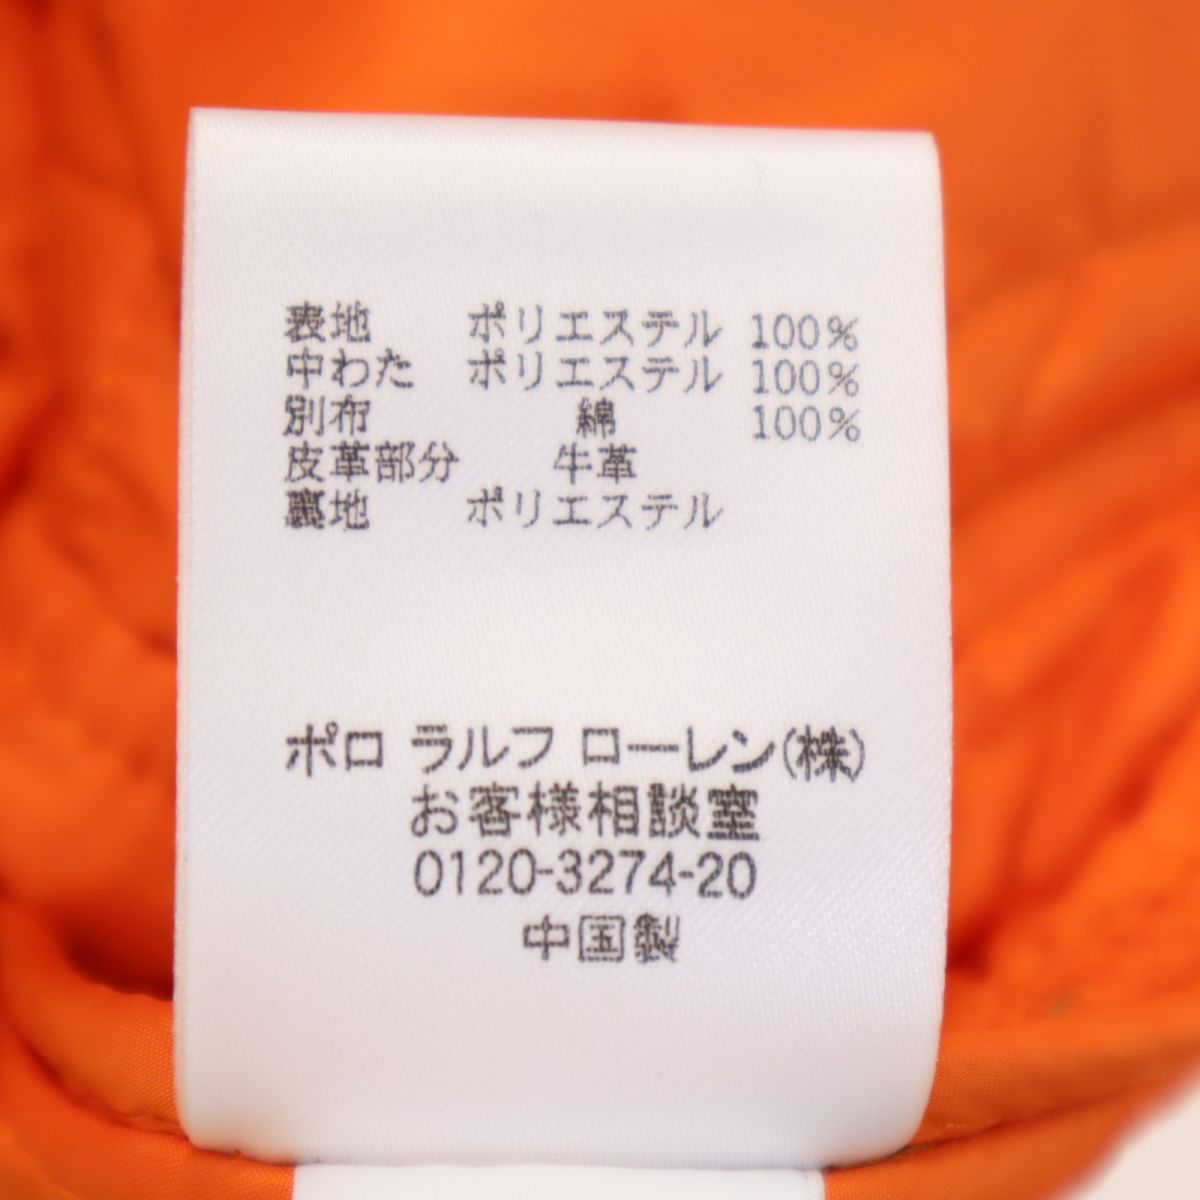 表地 ポリエステル 100%
中わた ポリエステル 100%
別布 綿 100%
皮革部分 牛革
裏地 ポリエステル
ポロ ラルフ ローレン(株)
お客様相談室
0120-3274-20
中国製